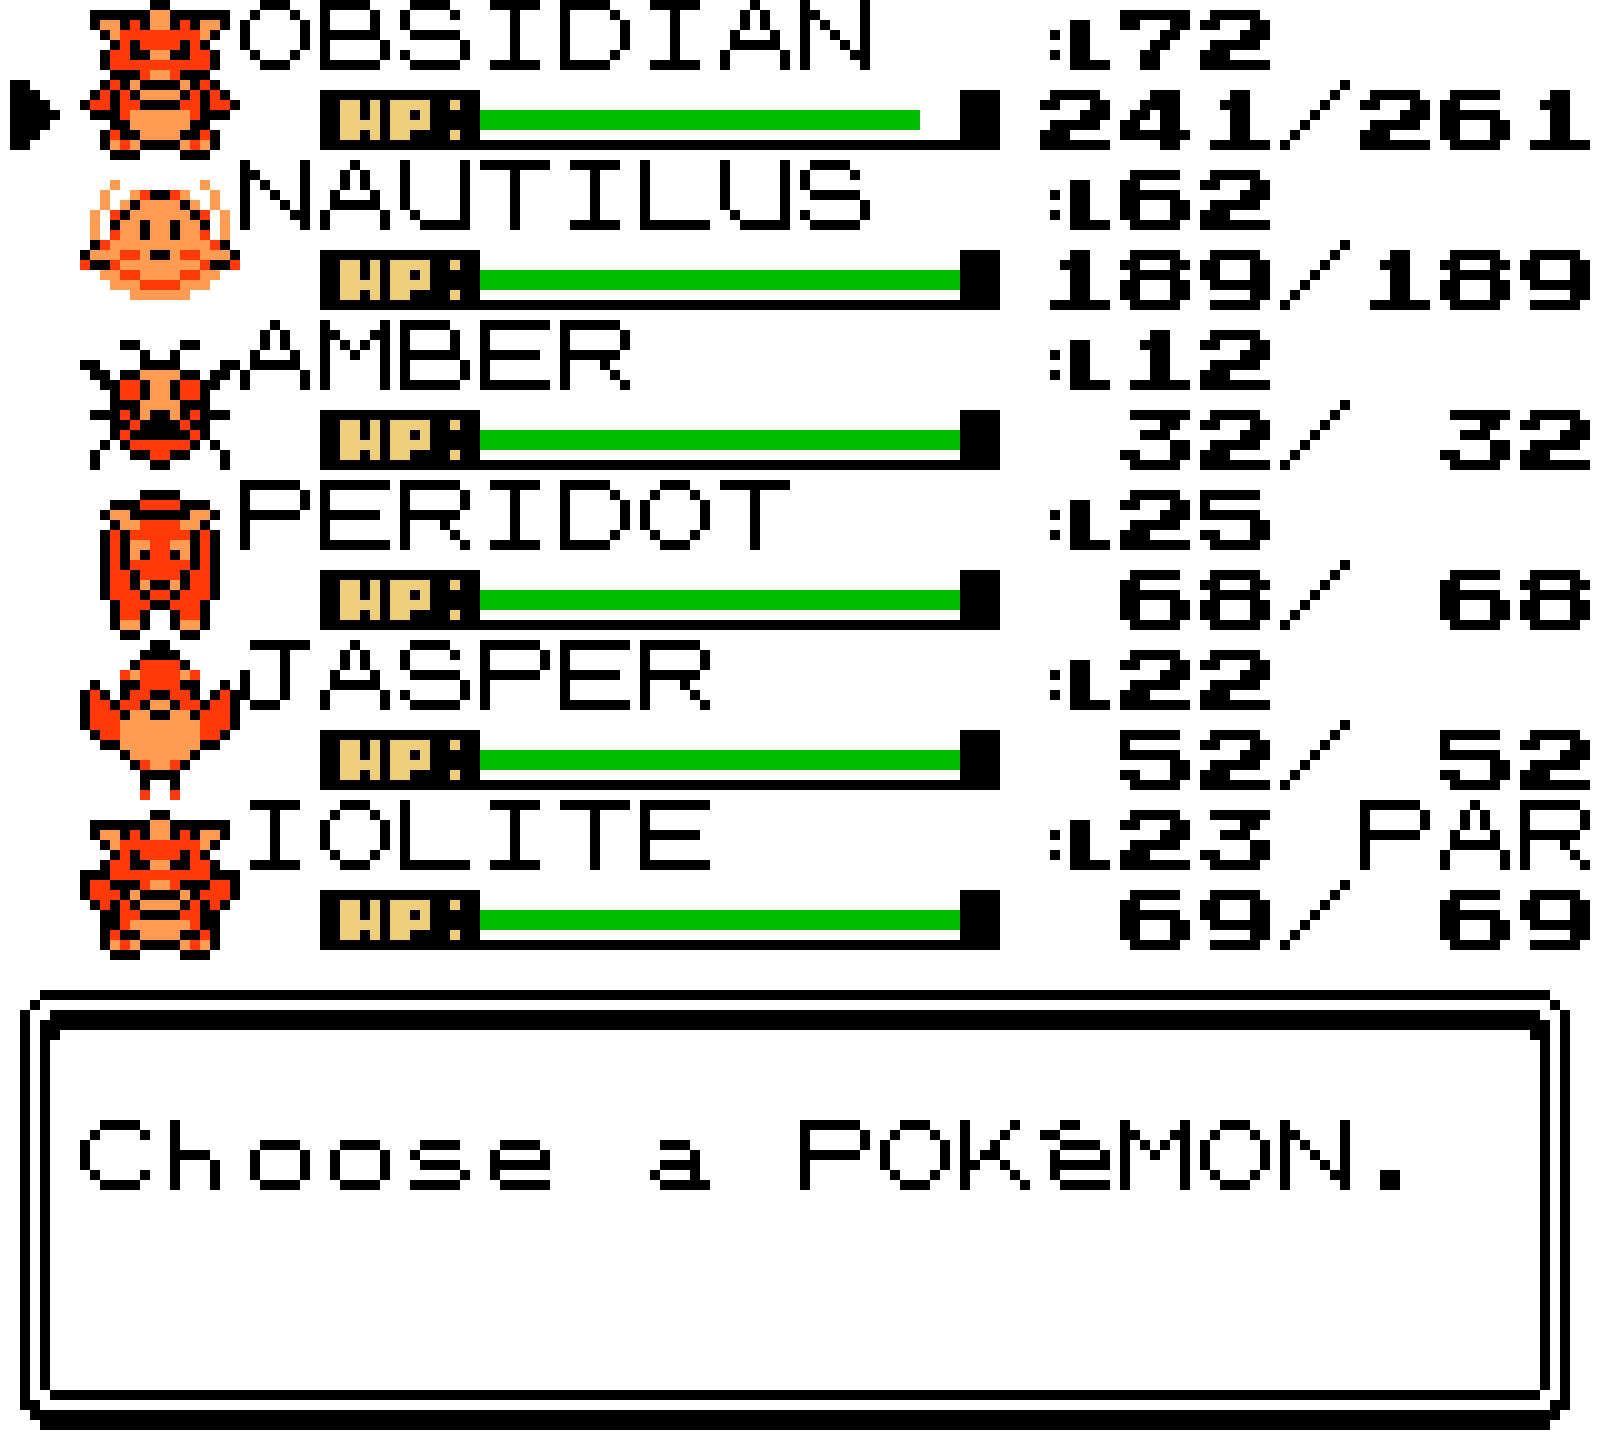 OBSIDIAN :L72
HP: 241/261
NAUTILUS :L62
HP: 189/189
AMBER :L12
HP: 32/ 32
PERIDOT :L25
HP: 68/ 68
JASPER :L22
HP: 52/ 52
IOLITE :L23 PAR
HP: 69/ 69
Choose a POKéMON.